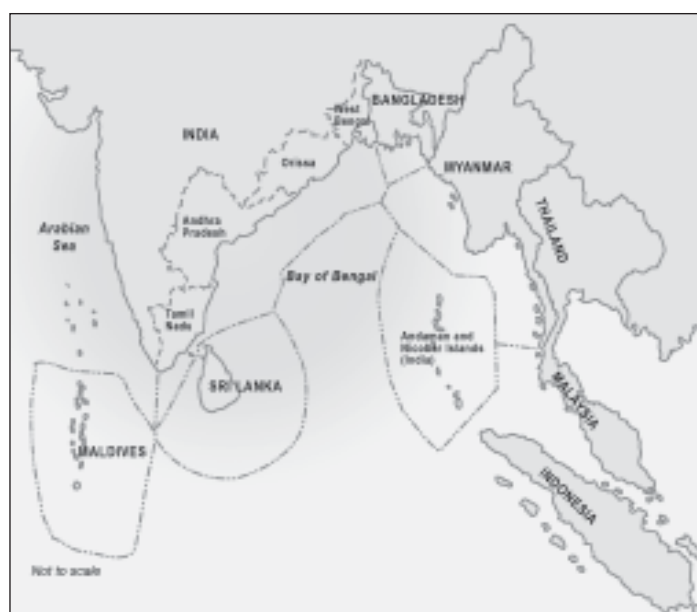 BANGLADESH
West
Bengal
INDIA
Orissa
MYANMAR
THAILAND
Andhra
Pradesh
Arabian
Sea
Bay of Bengal
Tamil
Nadu
Andaman and
Nicobar Islands
(India)
SRI LANKA
MALAYSIA
MALDIVES
INDONESIA
Not to scale